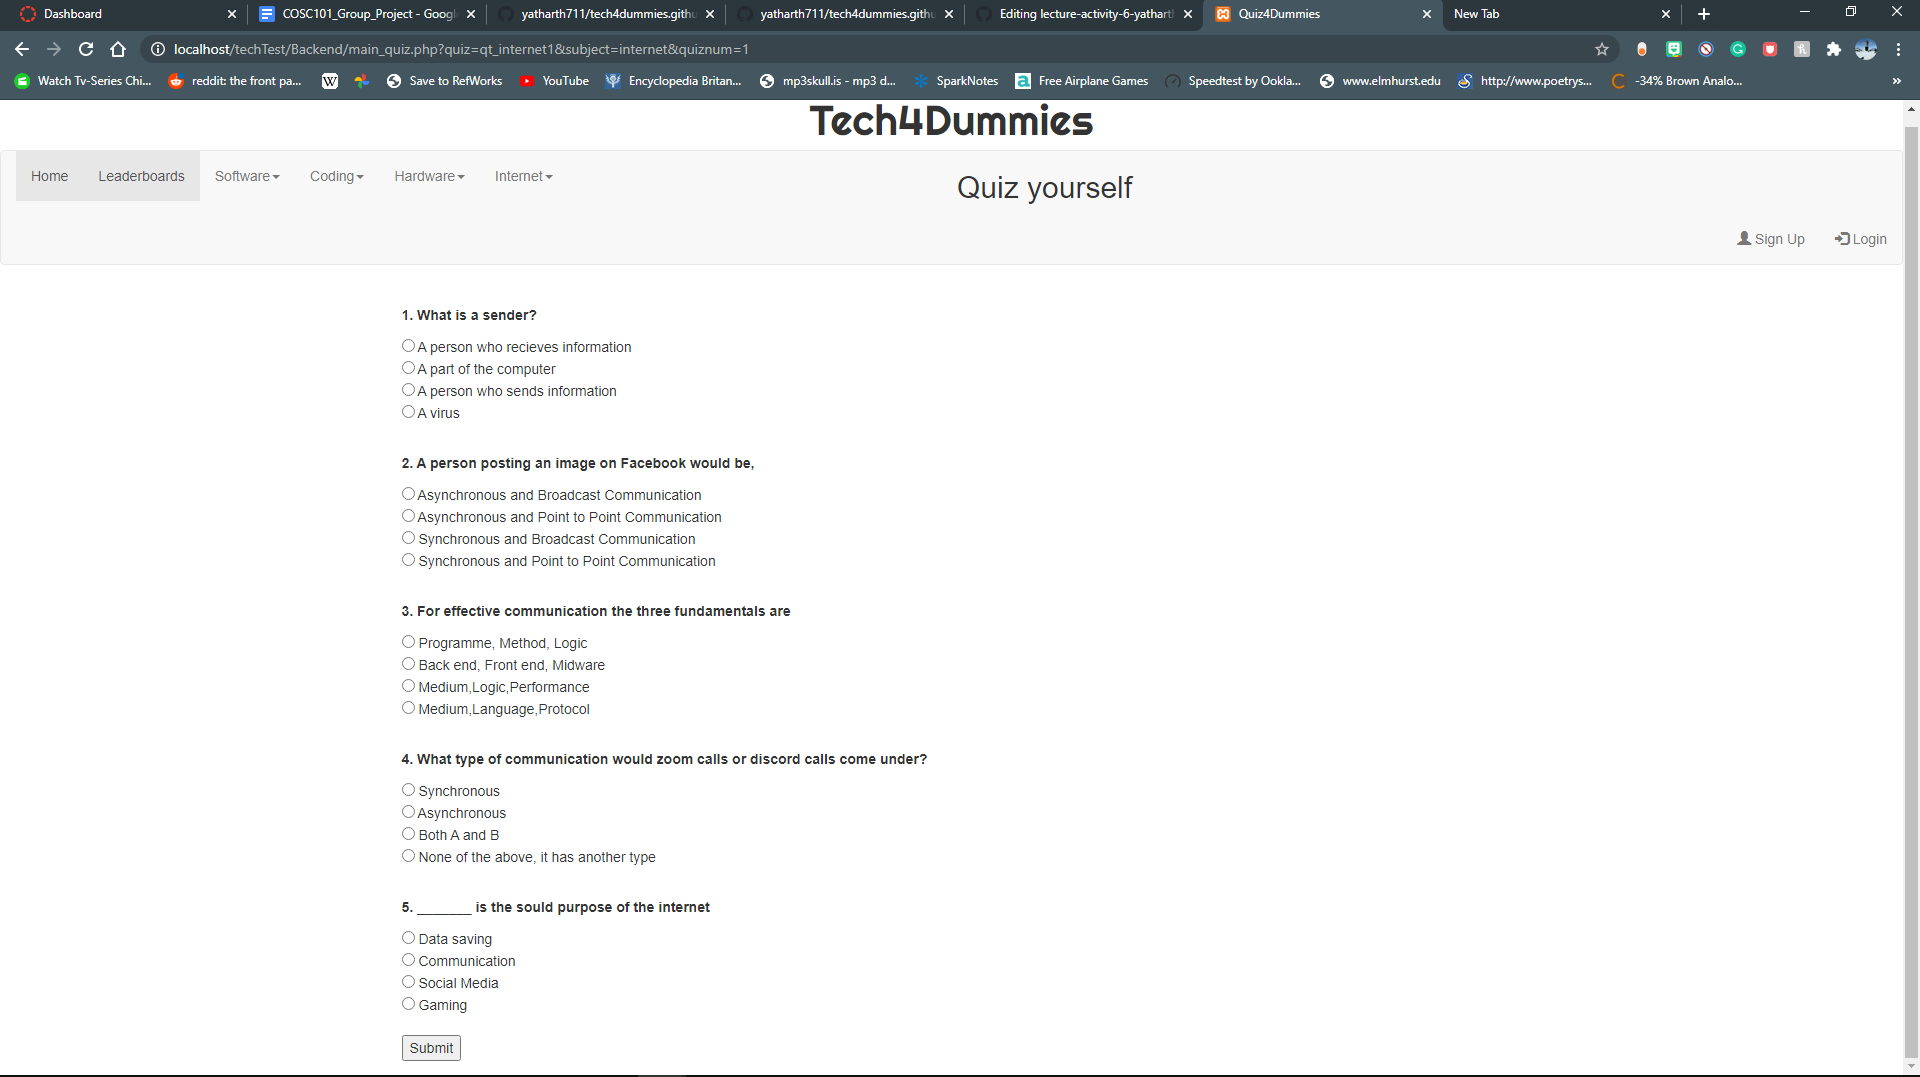 Dashboard
COSC101_Group_Project - Googl
yatharth711/tech4dummies.githu
yatharth711/tech4dummies.githu
Editing lecture-activity-6-yathart
Quiz4Dummies
New Tab
localhost/techTest/Backend/main_quiz.php?quiz=qt_internet1&subject=internet&quiznum=1
Watch Tv-Series Chi...
reddit: the front pa...
W
Save to RefWorks
YouTube
Encyclopedia Britan...
mp3skull.is - mp3 d...
SparkNotes
a Free Airplane Games
Speedtest by Ookla...
www.elmhurst.edu
http://www.poetrys...
-34% Brown Analo...
»
Tech4Dummies
Home
Leaderboards
Software
Coding
Hardware
Internet
Quiz yourself
Sign Up
Login
1. What is a sender?
A person who recieves information
A part of the computer
A person who sends information
A virus
2. A person posting an image on Facebook would be,
Asynchronous and Broadcast Communication
Asynchronous and Point to Point Communication
Synchronous and Broadcast Communication
Synchronous and Point to Point Communication
3. For effective communication the three fundamentals are
Programme, Method, Logic
Back end, Front end, Midware
Medium,Logic,Performance
Medium,Language,Protocol
4. What type of communication would zoom calls or discord calls come under?
Synchronous
Asynchronous
Both A and B
None of the above, it has another type
5. _______ is the sould purpose of the internet
Data saving
Communication
Social Media
Gaming
Submit